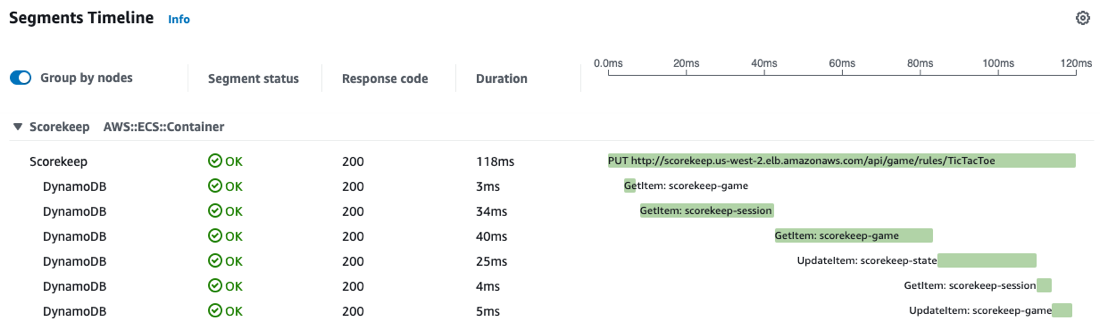 Segments Timeline Info
Group by nodes Segment status Response code Duration 0.0ms 20ms 40ms 60ms 80ms 100ms 120ms
Scorekeep AWS::ECS::Container
Scorekeep OK 200 118ms PUT http://scorekeep.us-west-2.elb.amazonaws.com/api/game/rules/TicTacToe
DynamoDB OK 200 3ms GetItem: scorekeep-game
DynamoDB OK 200 34ms GetItem: scorekeep-session
DynamoDB OK 200 40ms GetItem: scorekeep-game
DynamoDB OK 200 25ms UpdateItem: scorekeep-state
DynamoDB OK 200 4ms GetItem: scorekeep-session
DynamoDB OK 200 5ms UpdateItem: scorekeep-game